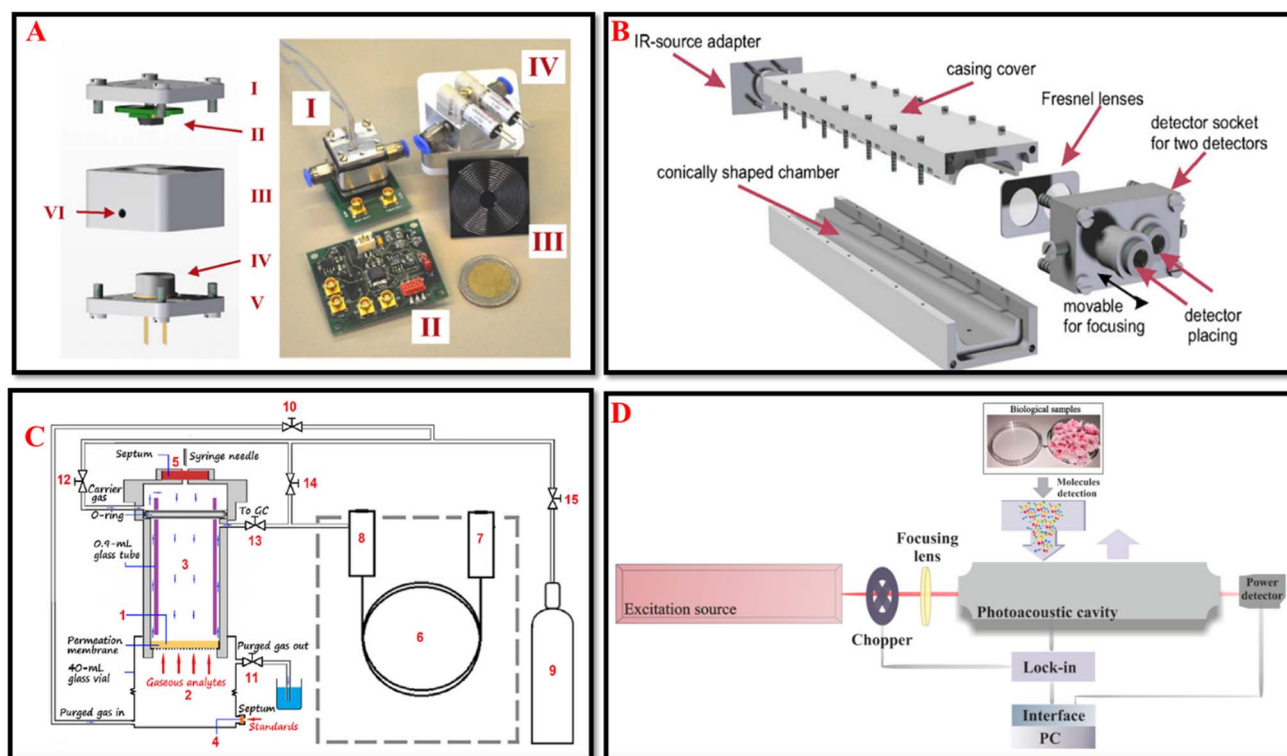 A
I
II
III
VI
IV
V
I
IV
III
II
B
IR-source adapter
casing cover
Fresnel lenses
detector socket
for two detectors
conically shaped chamber
movable
for focusing
detector
placing
C
10
Septum
Syringe needle
5
12
Carrier
gas
O-ring
14
15
To GC
13
8
7
0.9-mL
glass tube
3
1
6
9
Permeation
membrane
Purged gas out
11
40-mL
glass vial
Gaseous analytes
2
Septum
Purged gas in
Standards
4
D
Biological samples
Molecules
detection
Focusing
lens
Excitation source
Chopper
Photoacoustic cavity
Power
detector
Lock-in
Interface
PC